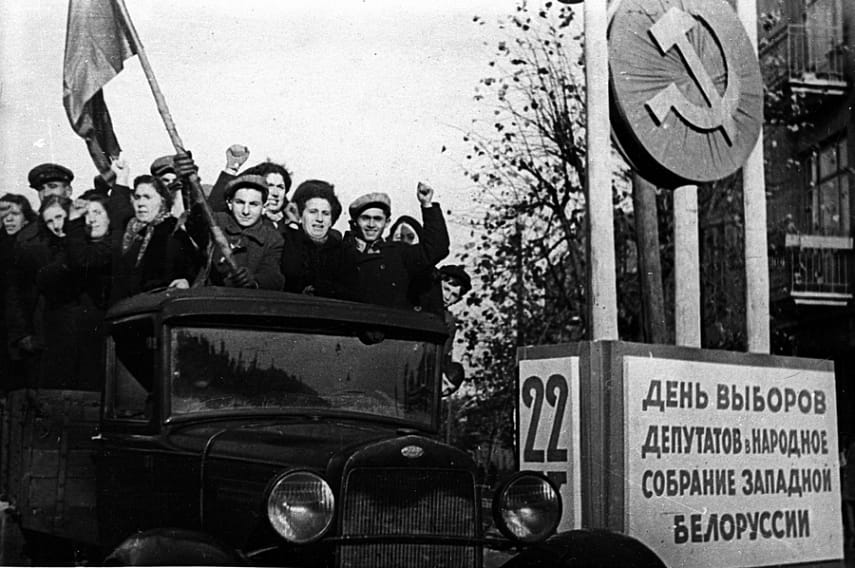 22
ДЕНЬ ВЫБОРОВ
ДЕПУТАТОВ В НАРОДНОЕ
СОБРАНИЕ ЗАПАДНОЙ
БЕЛОРУССИИ